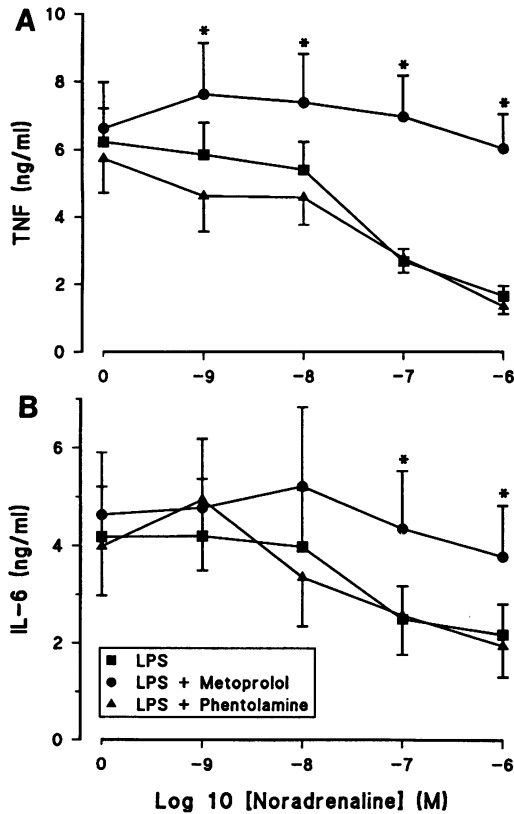 A
10
*
*
*
*
8
6
TNF (ng/ml)
4
2
0
0 -9 -8 -7 -6
B
*
*
6
4
IL-6 (ng/ml)
2
LPS
LPS + Metoprolol
LPS + Phentolamine
0
0 -9 -8 -7 -6
Log 10 [Noradrenaline] (M)